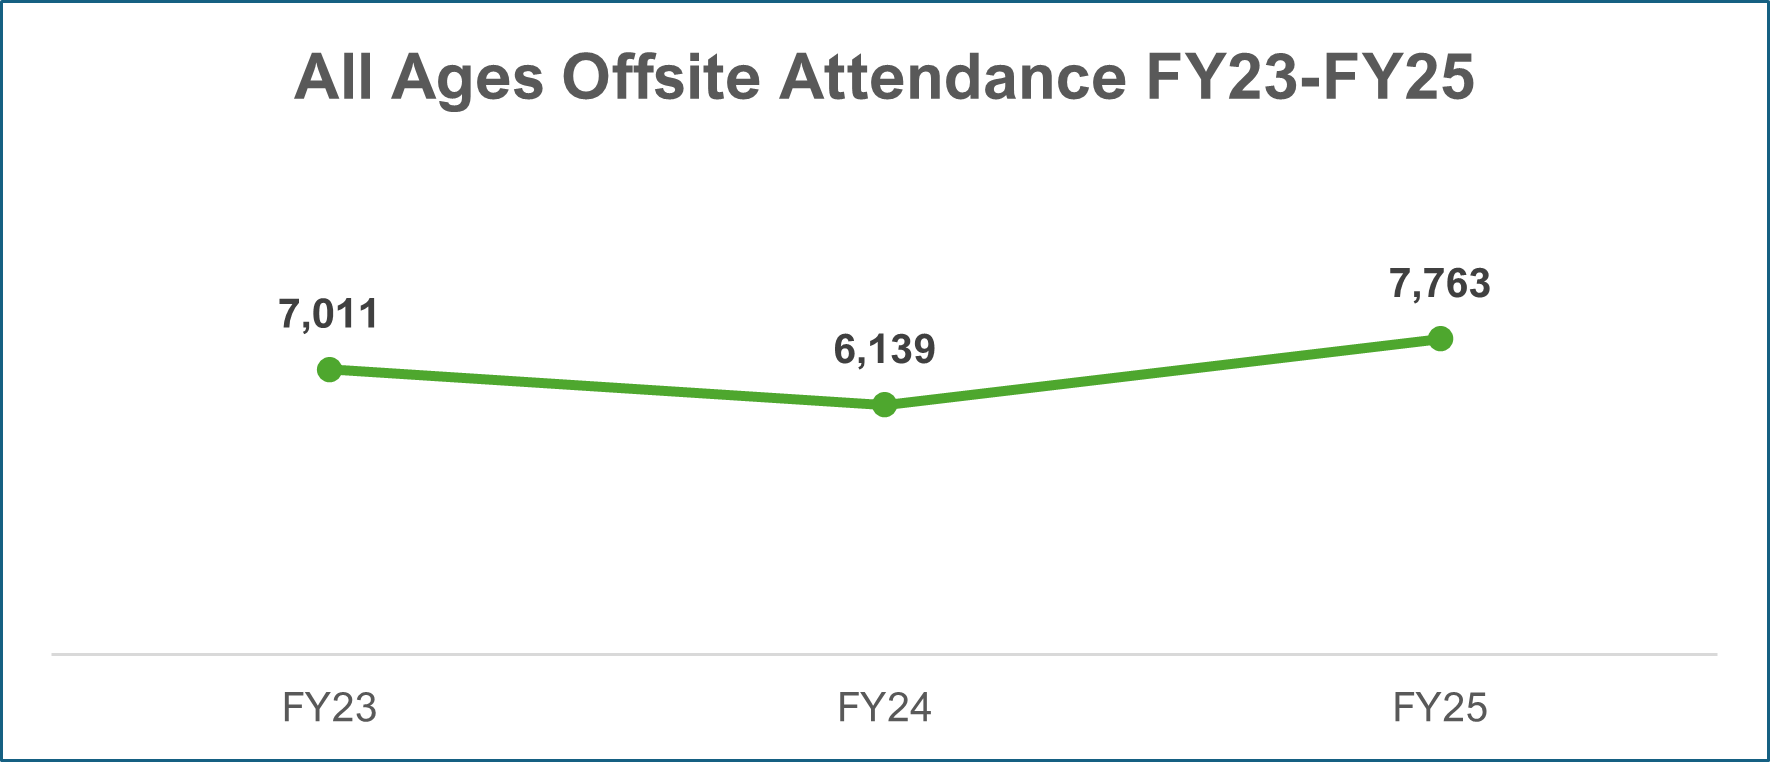 All Ages Offsite Attendance FY23-FY25
7,011
6,139
7,763
FY23
FY24
FY25